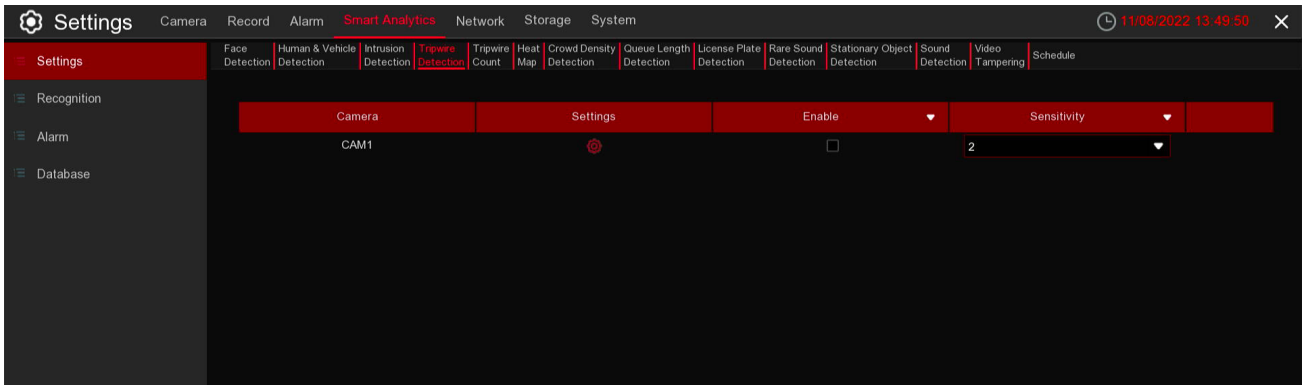 Settings Camera Record Alarm Smart Analytics Network Storage System 11/08/2022 13:49:50
Settings
Recognition
Alarm
Database
Face Detection
Human & Vehicle Detection
Intrusion Detection
Tripwire Detection
Tripwire Count
Heat Map
Crowd Density Detection
Queue Length Detection
License Plate Detection
Rare Sound Detection
Stationary Object Detection
Sound Detection
Video Tampering
Schedule
Camera Settings Enable Sensitivity
CAM1 2